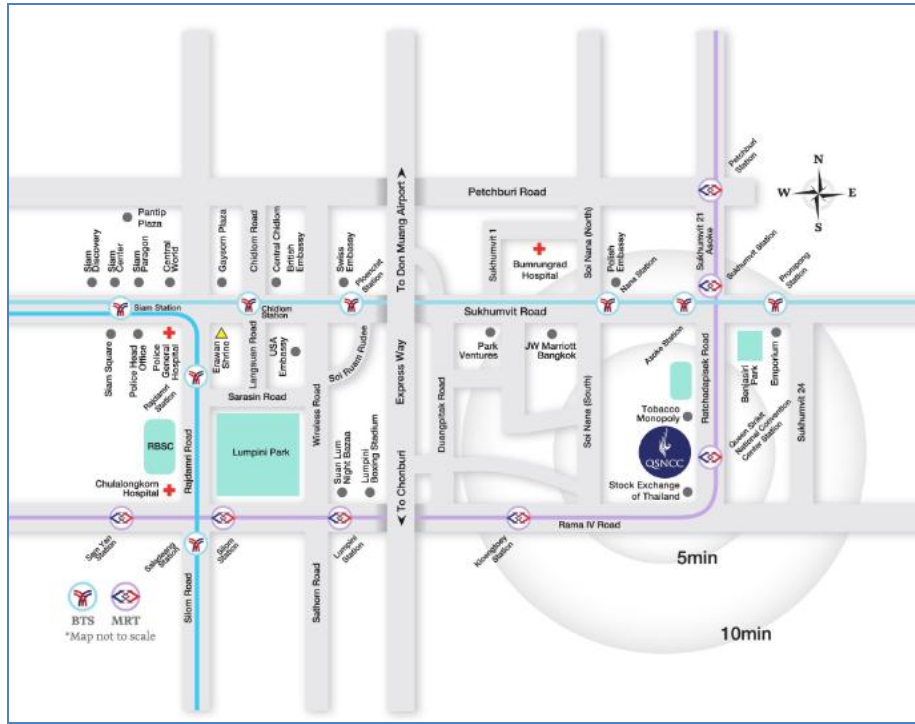 Petchburi
Station
N
W
E
S
Petchburi Road
To Don Muang Airport
Pantip
Plaza
Siam
Discovery
Siam
Center
Siam
Paragon
Central
World
Gaysorn Plaza
Chidlom Road
Central Chidlom
British
Embassy
Swiss
Embassy
Ploenchit
Station
Sukhumvit 1
Bumrungrad
Hospital
Soi Nana (North)
Polish
Embassy
Nana Station
Sukhumvit 21
Asoke
Sukhumvit Station
Prompong
Station
Siam Station
Chidlom
Station
Sukhumvit Road
Siam Square
Police Head
Office
Police
General
Hospital
Rajdamri
Station
Erawan
Shrine
Langsuan Road
USA
Embassy
Soi Ruam Rudee
Express Way
Park
Ventures
JW Marriott
Bangkok
Asoke Station
Ratchadapisek Road
Benjasiri
Park
Emporium
Sukhumvit 24
Sarasin Road
Wireless Road
Duangpitak Road
Soi Nana (South)
Tobacco
Monopoly
RBSC
Rajdamri Road
Lumpini Park
Suan Lum
Night Bazaa
Lumpini
Boxing Stadium
QSNCC
Queen Sirikit
National Convention
Center Station
Chulalongkorn
Hospital
Stock Exchange
of Thailand
To Chonburi
Rama IV Road
Sam Yan
Station
Saladaeng
Station
Silom
Station
Lumpini
Station
Kloengtoey
Station
5min
Silom Road
Sathorn Road
10min
BTS
MRT
*Map not to scale